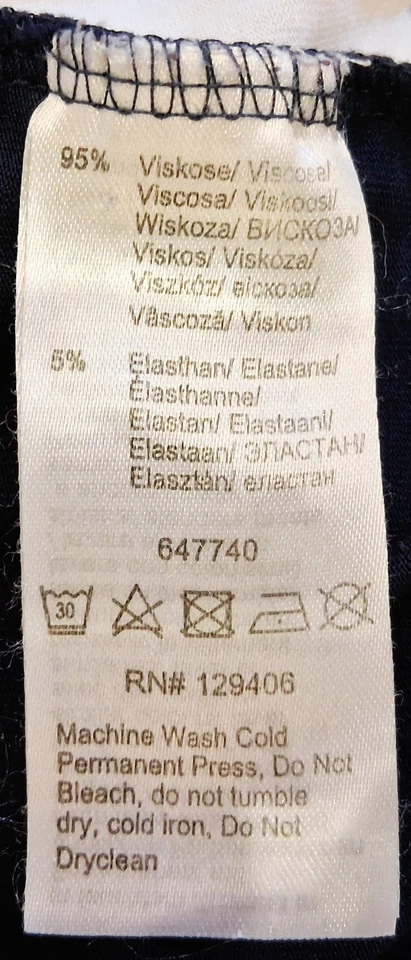 95% Viskose/ Viscose/
Viscosa/ Viskoosi/
Wiskoza/ ВИСКОЗА/
Viskos/ Viskóza/
Viszkóz/ віскоза/
Vâscoză/ Viskon
5% Elasthan/ Elastane/
Élasthanne/
Elastan/ Elastaani/
Elastaan/ ЭЛАСТАН/
Elasztán/ еластан
647740
30
RN# 129406
Machine Wash Cold
Permanent Press, Do Not
Bleach, do not tumble
dry, cold iron, Do Not
Dryclean